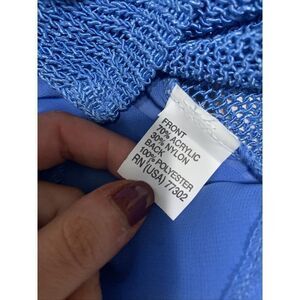 FRONT
70% ACRYLIC
30% NYLON
BACK
100% POLYESTER
RN (USA) 77302